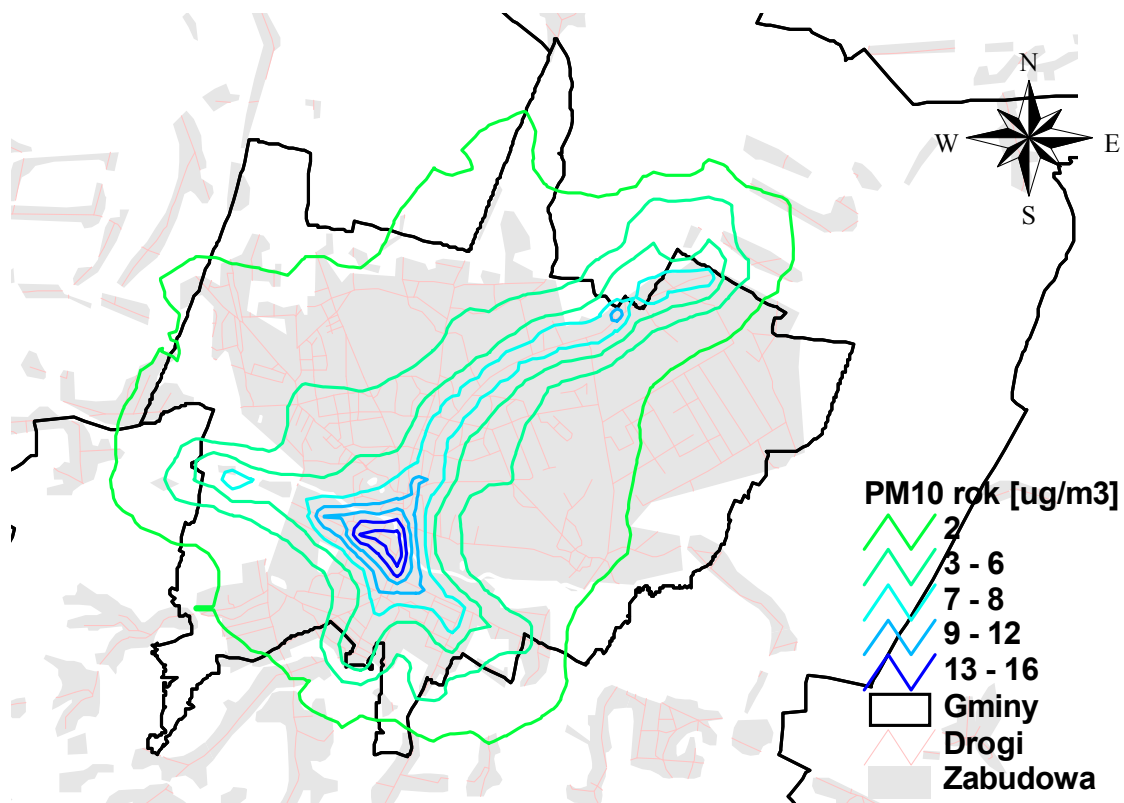 N
W E
S
PM10 rok [ug/m3]
2
3 - 6
7 - 8
9 - 12
13 - 16
Gminy
Drogi
Zabudowa